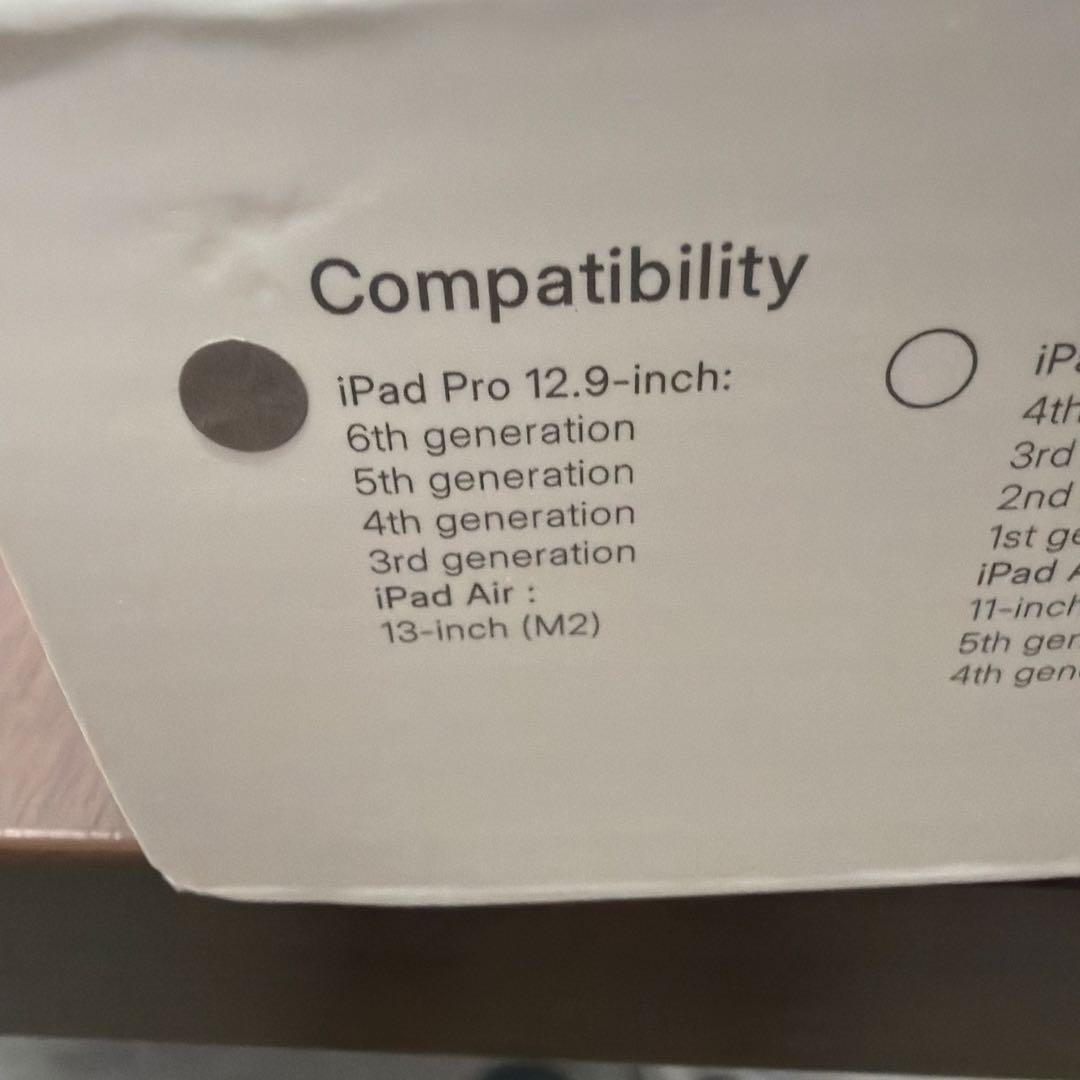 Compatibility
iPad Pro 12.9-inch:
6th generation
5th generation
4th generation
3rd generation
iPad Air :
13-inch (M2)
4th
3rd
2nd
1st
iPad
11-inch
5th
4th